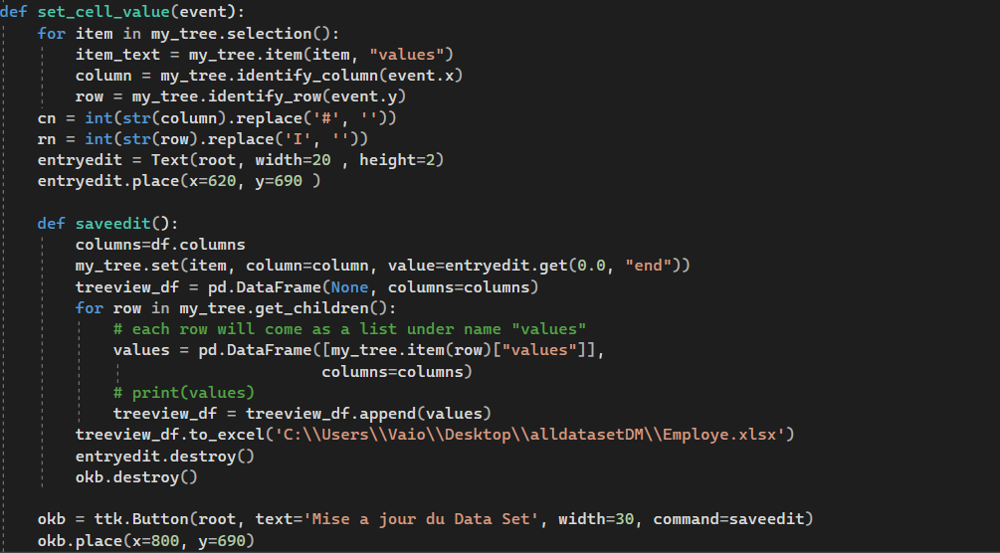 def set_cell_value(event):
    for item in my_tree.selection():
        item_text = my_tree.item(item, "values")
        column = my_tree.identify_column(event.x)
        row = my_tree.identify_row(event.y)
    cn = int(str(column).replace('#', ''))
    rn = int(str(row).replace('I', ''))
    entryedit = Text(root, width=20 , height=2)
    entryedit.place(x=620, y=690 )

    def saveedit():
        columns=df.columns
        my_tree.set(item, column=column, value=entryedit.get(0.0, "end"))
        treeview_df = pd.DataFrame(None, columns=columns)
        for row in my_tree.get_children():
            # each row will come as a list under name "values"
            values = pd.DataFrame([my_tree.item(row)["values"]],
                                  columns=columns)
            # print(values)
            treeview_df = treeview_df.append(values)
        treeview_df.to_excel('C:\\Users\\Vaio\\Desktop\\alldatasetDM\\Employe.xlsx')
        entryedit.destroy()
        okb.destroy()

    okb = ttk.Button(root, text='Mise a jour du Data Set', width=30, command=saveedit)
    okb.place(x=800, y=690)